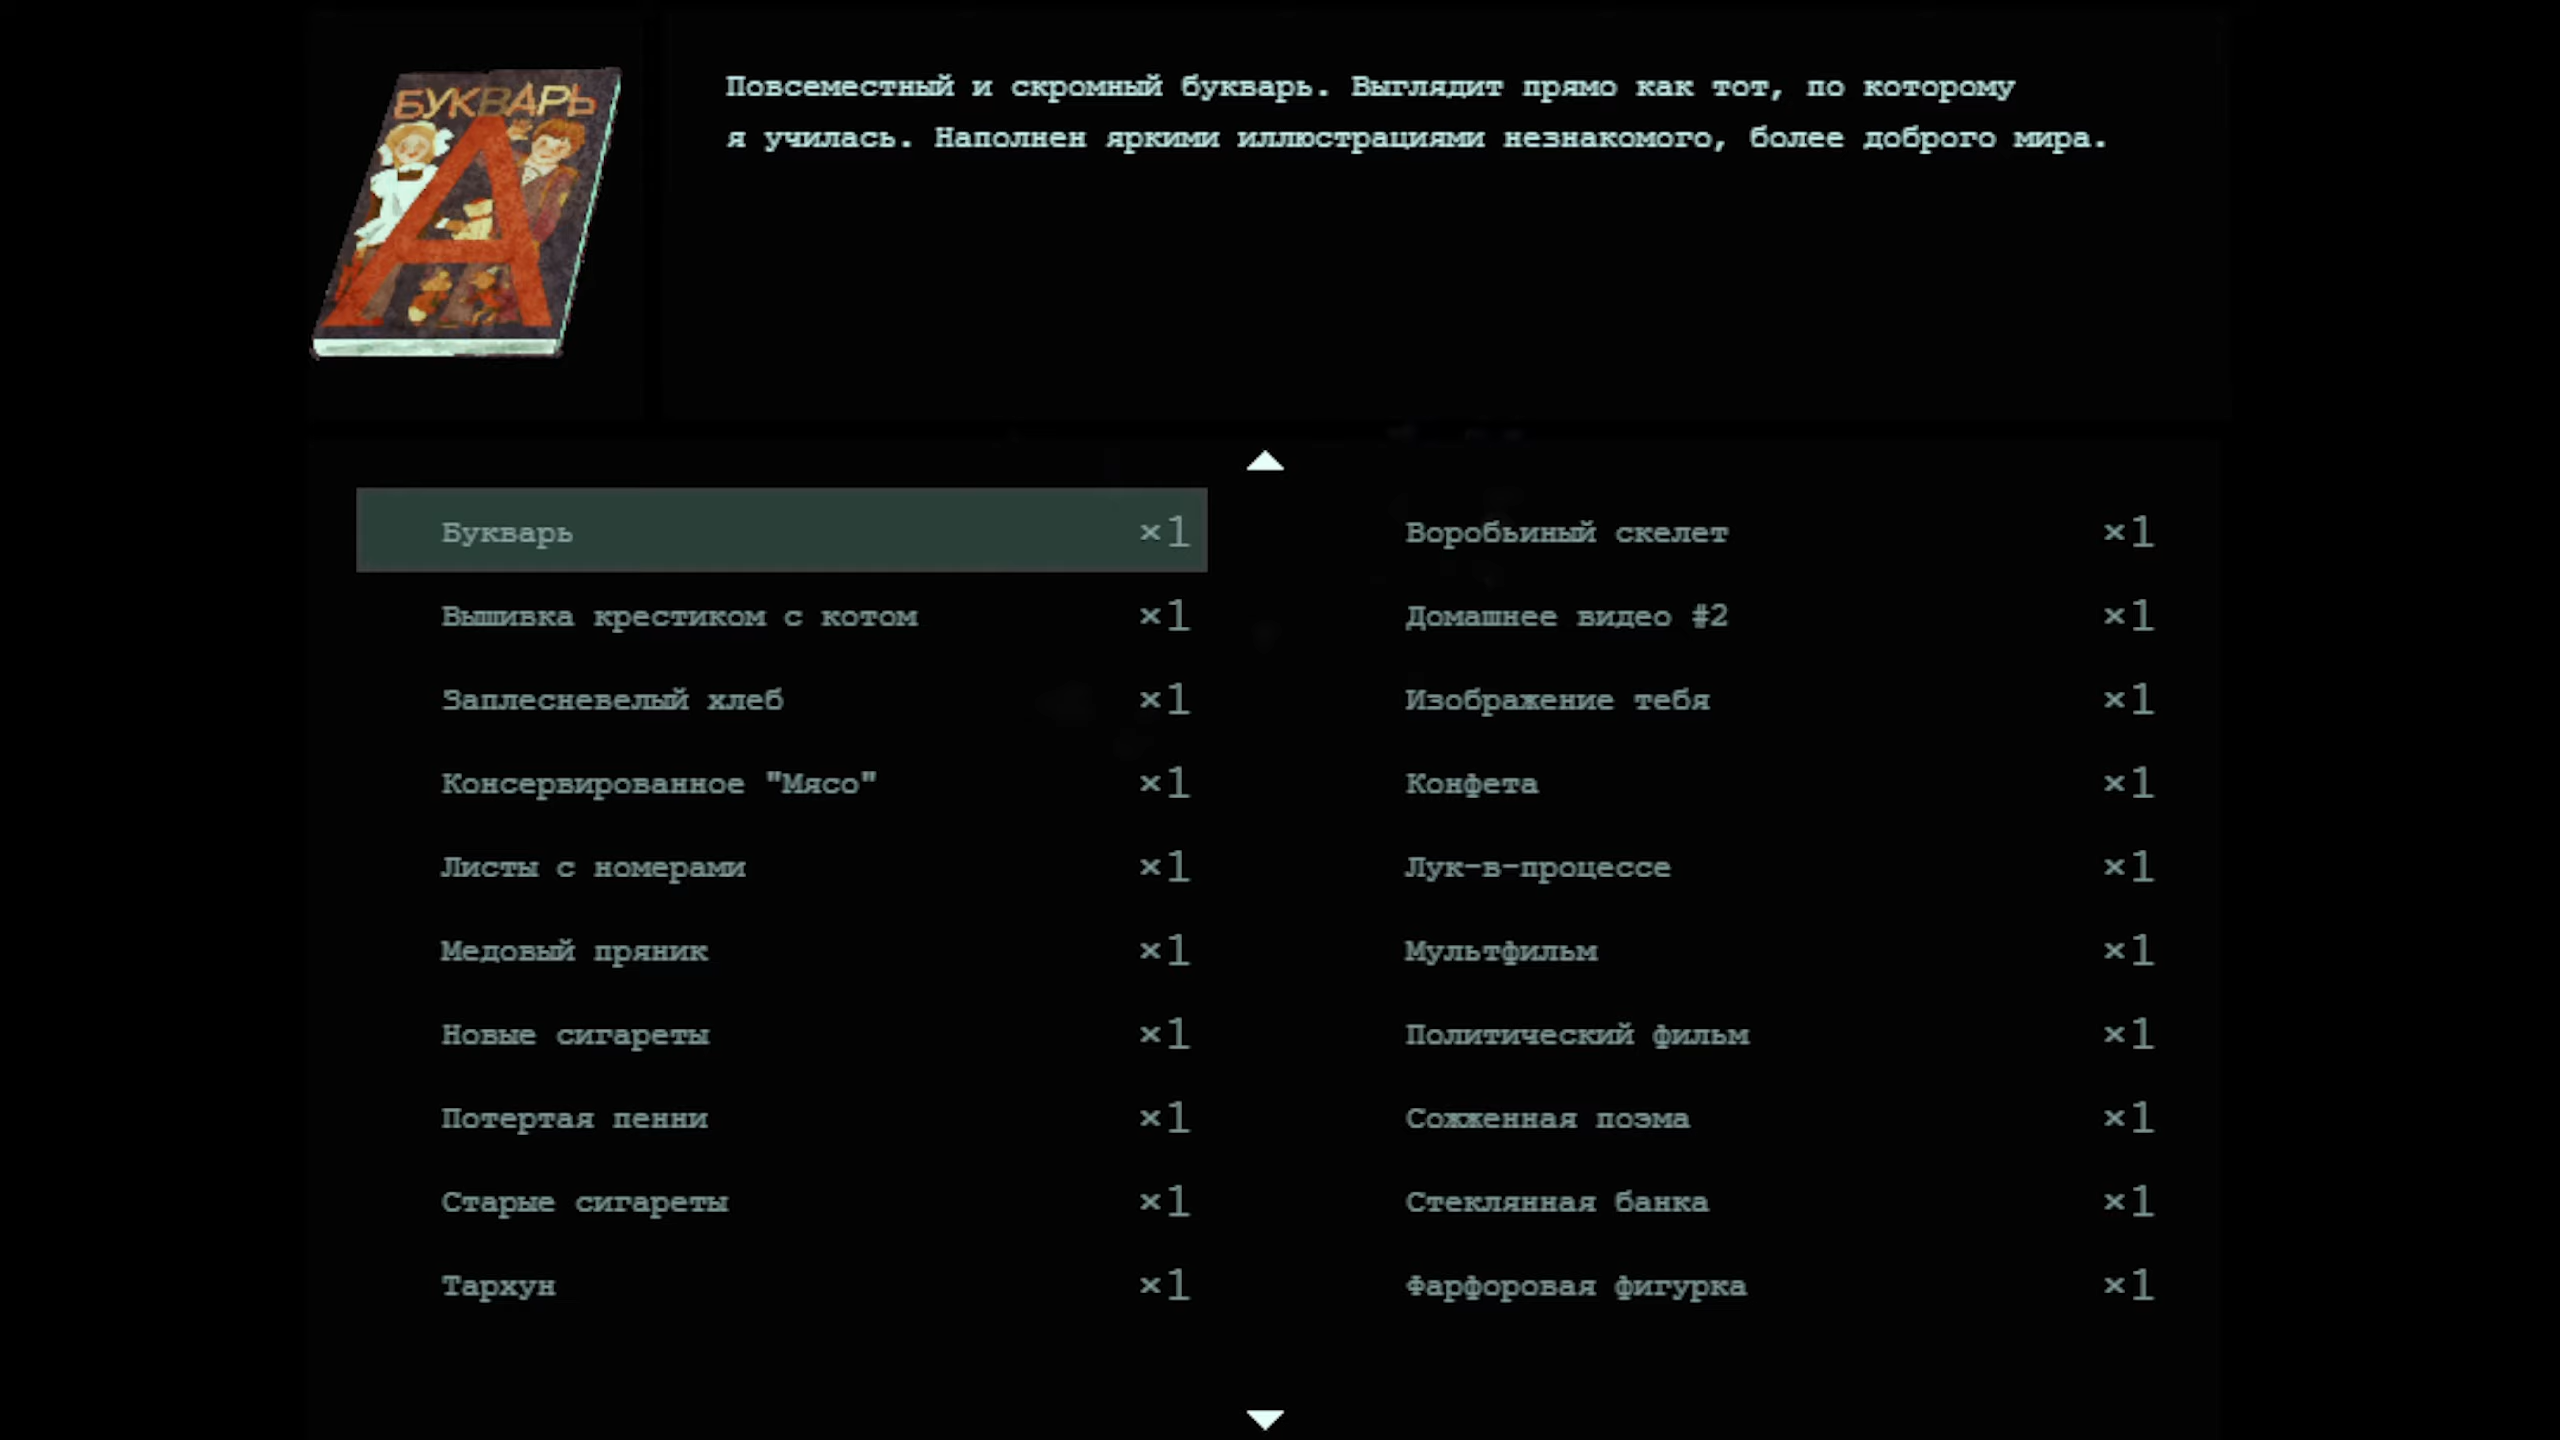 БУКВАРЬ
А
Повсеместный и скромный букварь. Выглядит прямо как тот, по которому
я училась. Наполнен яркими иллюстрациями незнакомого, более доброго мира.
Букварь ×1 Воробьиный скелет ×1
Вышивка крестиком с котом ×1 Домашнее видео #2 ×1
Заплесневелый хлеб ×1 Изображение тебя ×1
Консервированное "Мясо" ×1 Конфета ×1
Листы с номерами ×1 Лук-в-процессе ×1
Медовый пряник ×1 Мультфильм ×1
Новые сигареты ×1 Политический фильм ×1
Потертая пенни ×1 Сожженная поэма ×1
Старые сигареты ×1 Стеклянная банка ×1
Тархун ×1 Фарфоровая фигурка ×1